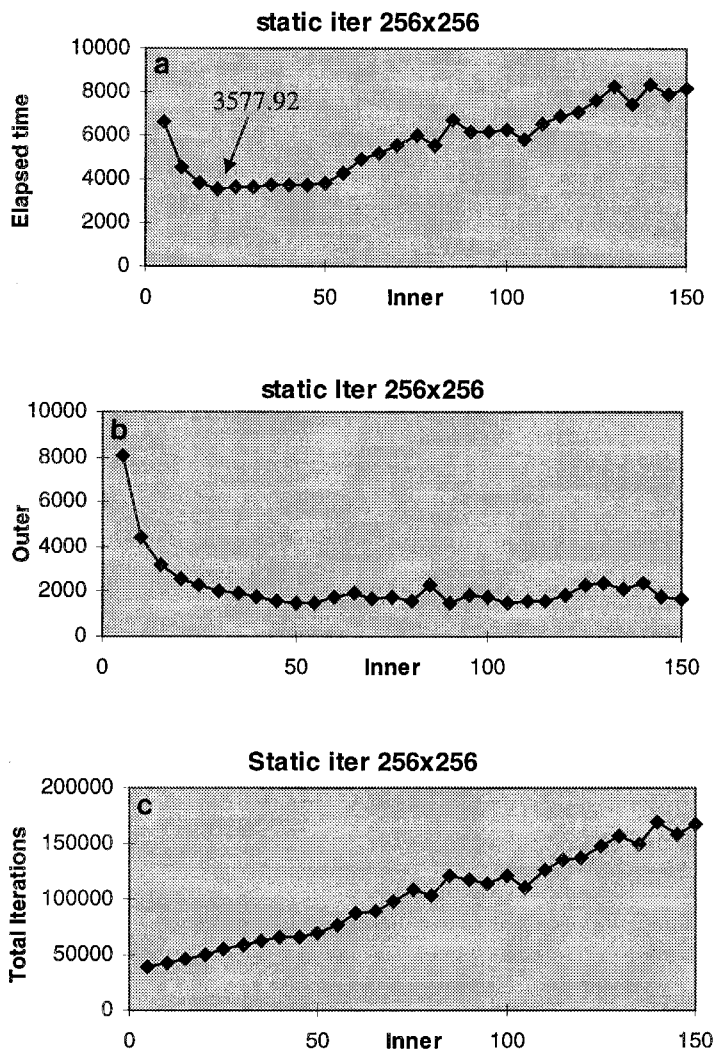 static iter 256x256
10000
a
8000
3577.92
6000
4000
2000
0
Elapsed time
0 50 Inner 100 150
static Iter 256x256
10000
b
8000
6000
4000
2000
0
Outer
0 50 Inner 100 150
Static iter 256x256
200000
c
150000
100000
50000
0
Total Iterations
0 50 Inner 100 150